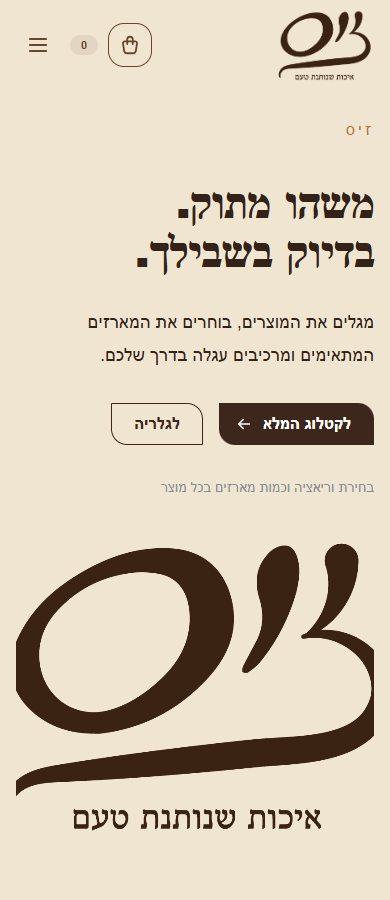 0
זיס
איכות שנותנת טעם
זיס
משהו מתוק.
בדיוק בשבילך.
מגלים את המוצרים, בוחרים את המארזים
המתאימים ומרכיבים עגלה בדרך שלכם.
לקטלוג המלא ←
לגלריה
בחירת וריאציה וכמות מארזים בכל מוצר
זיס
איכות שנותנת טעם